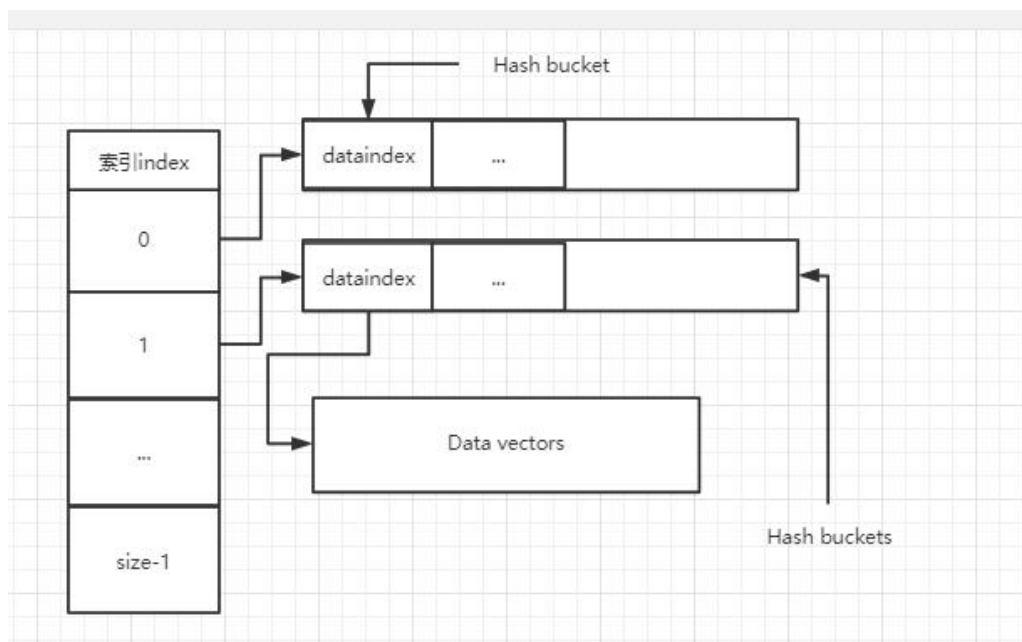 Hash bucket
索引index
dataindex
...
0
dataindex
...
1
Data vectors
...
Hash buckets
size-1